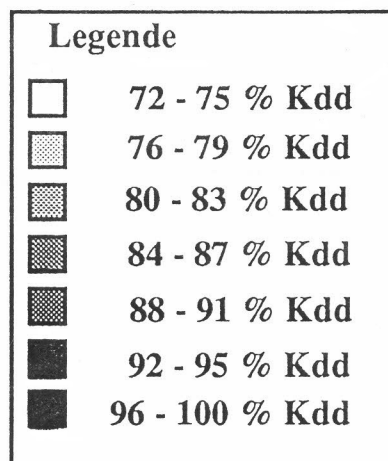 Legende
72 - 75 % Kdd
76 - 79 % Kdd
80 - 83 % Kdd
84 - 87 % Kdd
88 - 91 % Kdd
92 - 95 % Kdd
96 - 100 % Kdd